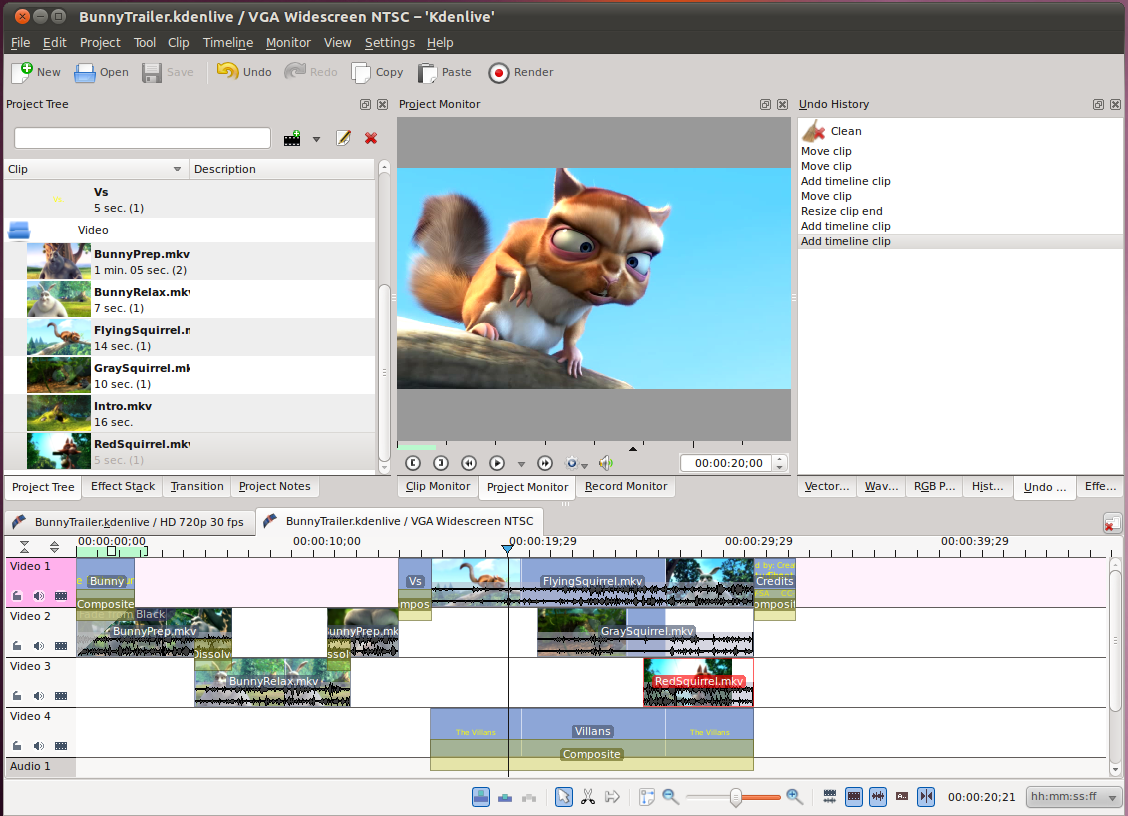 BunnyTrailer.kdenlive / VGA Widescreen NTSC – 'Kdenlive'
File Edit Project Tool Clip Timeline Monitor View Settings Help
New Open Save Undo Redo Copy Paste Render
Project Tree
Project Monitor
Undo History
Clip Description
Vs
5 sec. (1)
Video
BunnyPrep.mkv
1 min. 05 sec. (2)
BunnyRelax.mkv
7 sec. (1)
FlyingSquirrel.m
14 sec. (1)
GraySquirrel.mk
10 sec. (1)
Intro.mkv
16 sec.
RedSquirrel.mkv
5 sec. (1)
Clean
Move clip
Move clip
Add timeline clip
Move clip
Resize clip end
Add timeline clip
Add timeline clip
00:00:20;00
Project Tree Effect Stack Transition Project Notes
Clip Monitor Project Monitor Record Monitor
Vector... Wav... RGB P... Hist... Undo ... Effe...
BunnyTrailer.kdenlive / HD 720p 30 fps
BunnyTrailer.kdenlive / VGA Widescreen NTSC
00:00:00;00 00:00:10;00 00:00:19;29 00:00:29;29 00:00:39;29
Video 1
Bunny
Composite
Vs
mpos
FlyingSquirrel.mkv
Credits
omposit
Video 2
ade from Black
BunnyPrep.mkv
Dissolv
unnyPrep.mk
ssol
GraySquirrel.mkv
Video 3
BunnyRelax.mkv
RedSquirrel.mkv
Video 4
The Villans
Villans
The Villans
Composite
Audio 1
00:00:20;21
hh:mm:ss:ff